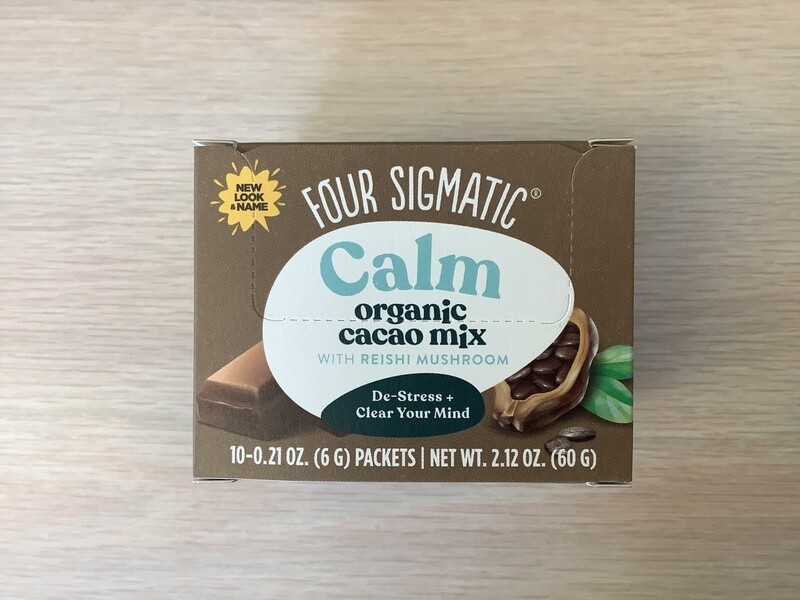 NEW
LOOK
& NAME
FOUR SIGMATIC®
Calm
organic
cacao mix
WITH REISHI MUSHROOM
De-Stress +
Clear Your Mind
10-0.21 OZ. (6 G) PACKETS | NET WT. 2.12 OZ. (60 G)